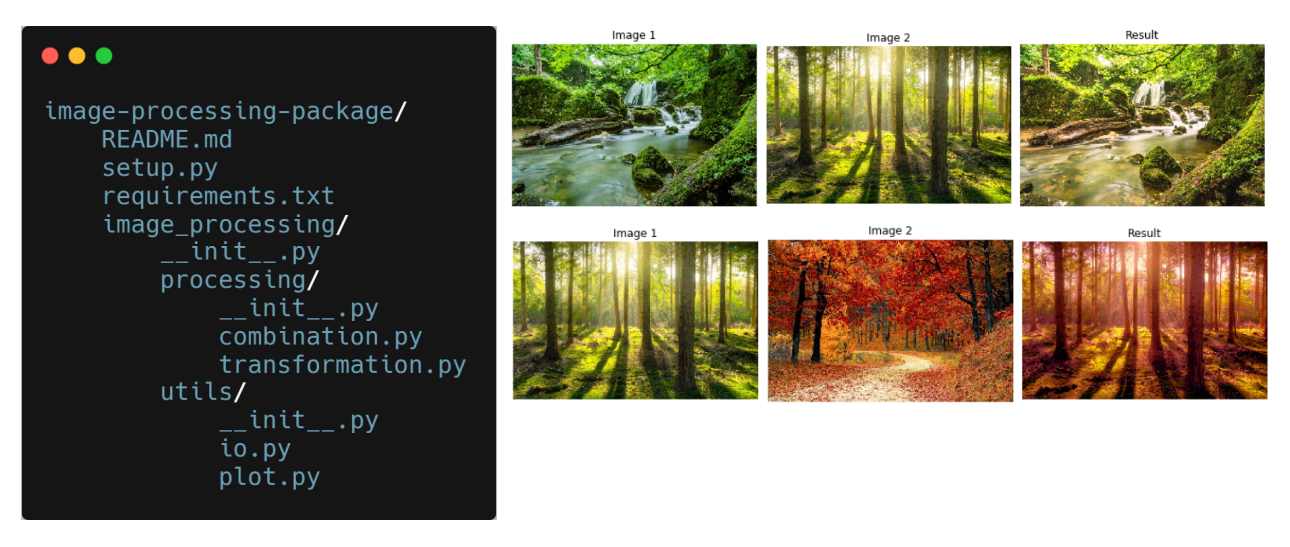 image-processing-package/
README.md
setup.py
requirements.txt
image_processing/
__init__.py
processing/
__init__.py
combination.py
transformation.py
utils/
__init__.py
io.py
plot.py
Image 1
Image 2
Result
Image 1
Image 2
Result